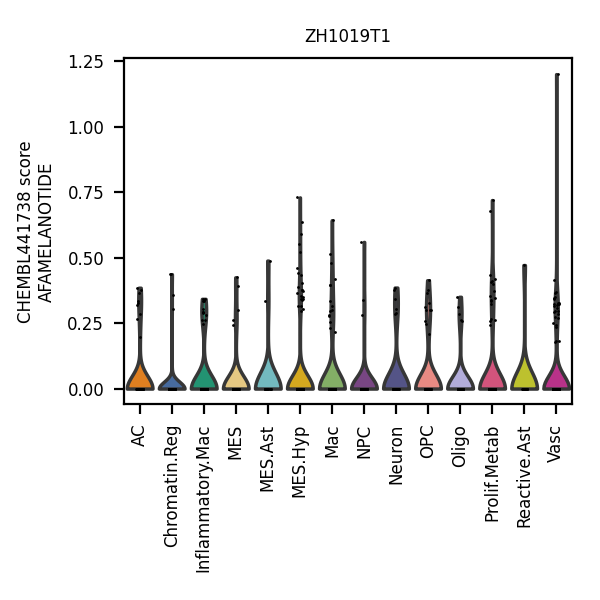 ZH1019T1
CHEMBL441738 score
AFAMELANOTIDE
1.25
1.00
0.75
0.50
0.25
0.00
AC
Chromatin.Reg
Inflammatory.Mac
MES
MES.Ast
MES.Hyp
Mac
NPC
Neuron
OPC
Oligo
Prolif.Metab
Reactive.Ast
Vasc